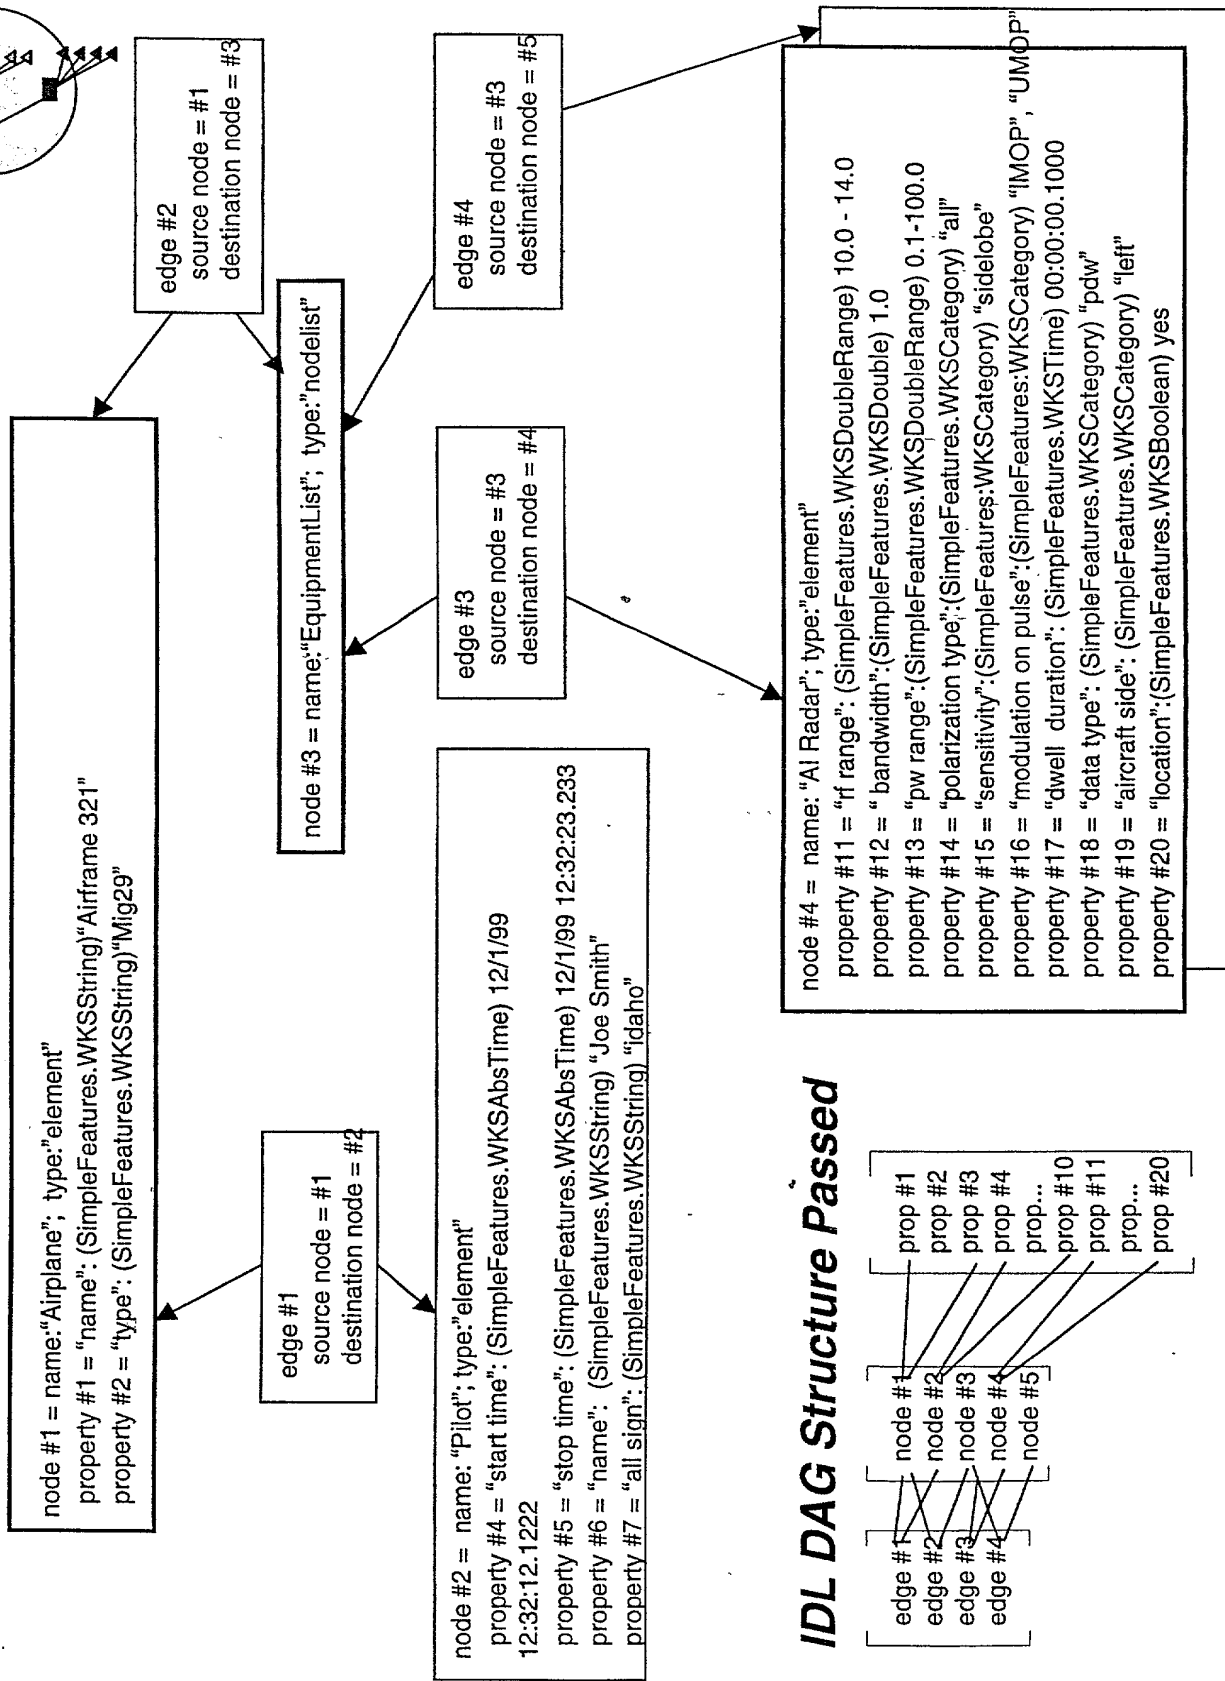 node #1 = name:“Airplane”; type:”element”
property #1 = “name”: (SimpleFeatures.WKSString)“Airframe 321”
property #2 = “type”: (SimpleFeatures.WKSString)“Mig29”
edge #1
source node = #1
destination node = #2
edge #2
source node = #1
destination node = #3
node #3 = name:“EquipmentList”; type:”nodelist”
node #2 = name: “Pilot”; type:”element”
property #4 = “start time”: (SimpleFeatures.WKSAbsTime) 12/1/99
12:32:12.1222
property #5 = “stop time”: (SimpleFeatures.WKSAbsTime) 12/1/99 12:32:23.233
property #6 = “name”: (SimpleFeatures.WKSString) “Joe Smith”
property #7 = “all sign”: (SimpleFeatures.WKSString) “idaho”
edge #3
source node = #3
destination node = #4
edge #4
source node = #3
destination node = #5
node #4 = name: “AI Radar”; type:”element”
property #11 = “rf range”: (SimpleFeatures.WKSDoubleRange) 10.0 - 14.0
property #12 = “ bandwidth”:(SimpleFeatures.WKSDouble) 1.0
property #13 = “pw range”:(SimpleFeatures.WKSDoubleRange) 0.1-100.0
property #14 = “polarization type”:(SimpleFeatures.WKSCategory) “all”
property #15 = “sensitivity”:(SimpleFeatures:WKSCategory) “sidelobe”
property #16 = “modulation on pulse”:(SimpleFeatures:WKSCategory) “IMOP”, “UMOP”
property #17 = “dwell duration”: (SimpleFeatures.WKSTime) 00:00:00.1000
property #18 = “data type”: (SimpleFeatures.WKSCategory) “pdw”
property #19 = “aircraft side”: (SimpleFeatures.WKSCategory) “left”
property #20 = “location”:(SimpleFeatures.WKSBoolean) yes
IDL DAG Structure Passed
edge #1
edge #2
edge #3
edge #4
node #1
node #2
node #3
node #4
node #5
prop #1
prop #2
prop #3
prop #4
prop...
prop #10
prop #11
prop...
prop #20